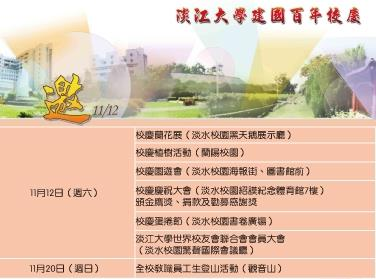 淡江大學建國百年校慶
邀 11/12
11月12日（週六）
校慶蘭花展（淡水校園黑天鵝展示廳）
校慶植樹活動（蘭陽校園）
校慶園遊會（淡水校園海報街、圖書館前）
校慶慶祝大會（淡水校園紹謨紀念體育館7樓）
頒金鷹獎、捐款及勤募感謝獎
校慶蛋捲節（淡水校園書卷廣場）
淡江大學世界校友會聯合會會員大會
（淡水校園驚聲國際會議廳）
11月20日（週日）
全校教職員工生登山活動（觀音山）